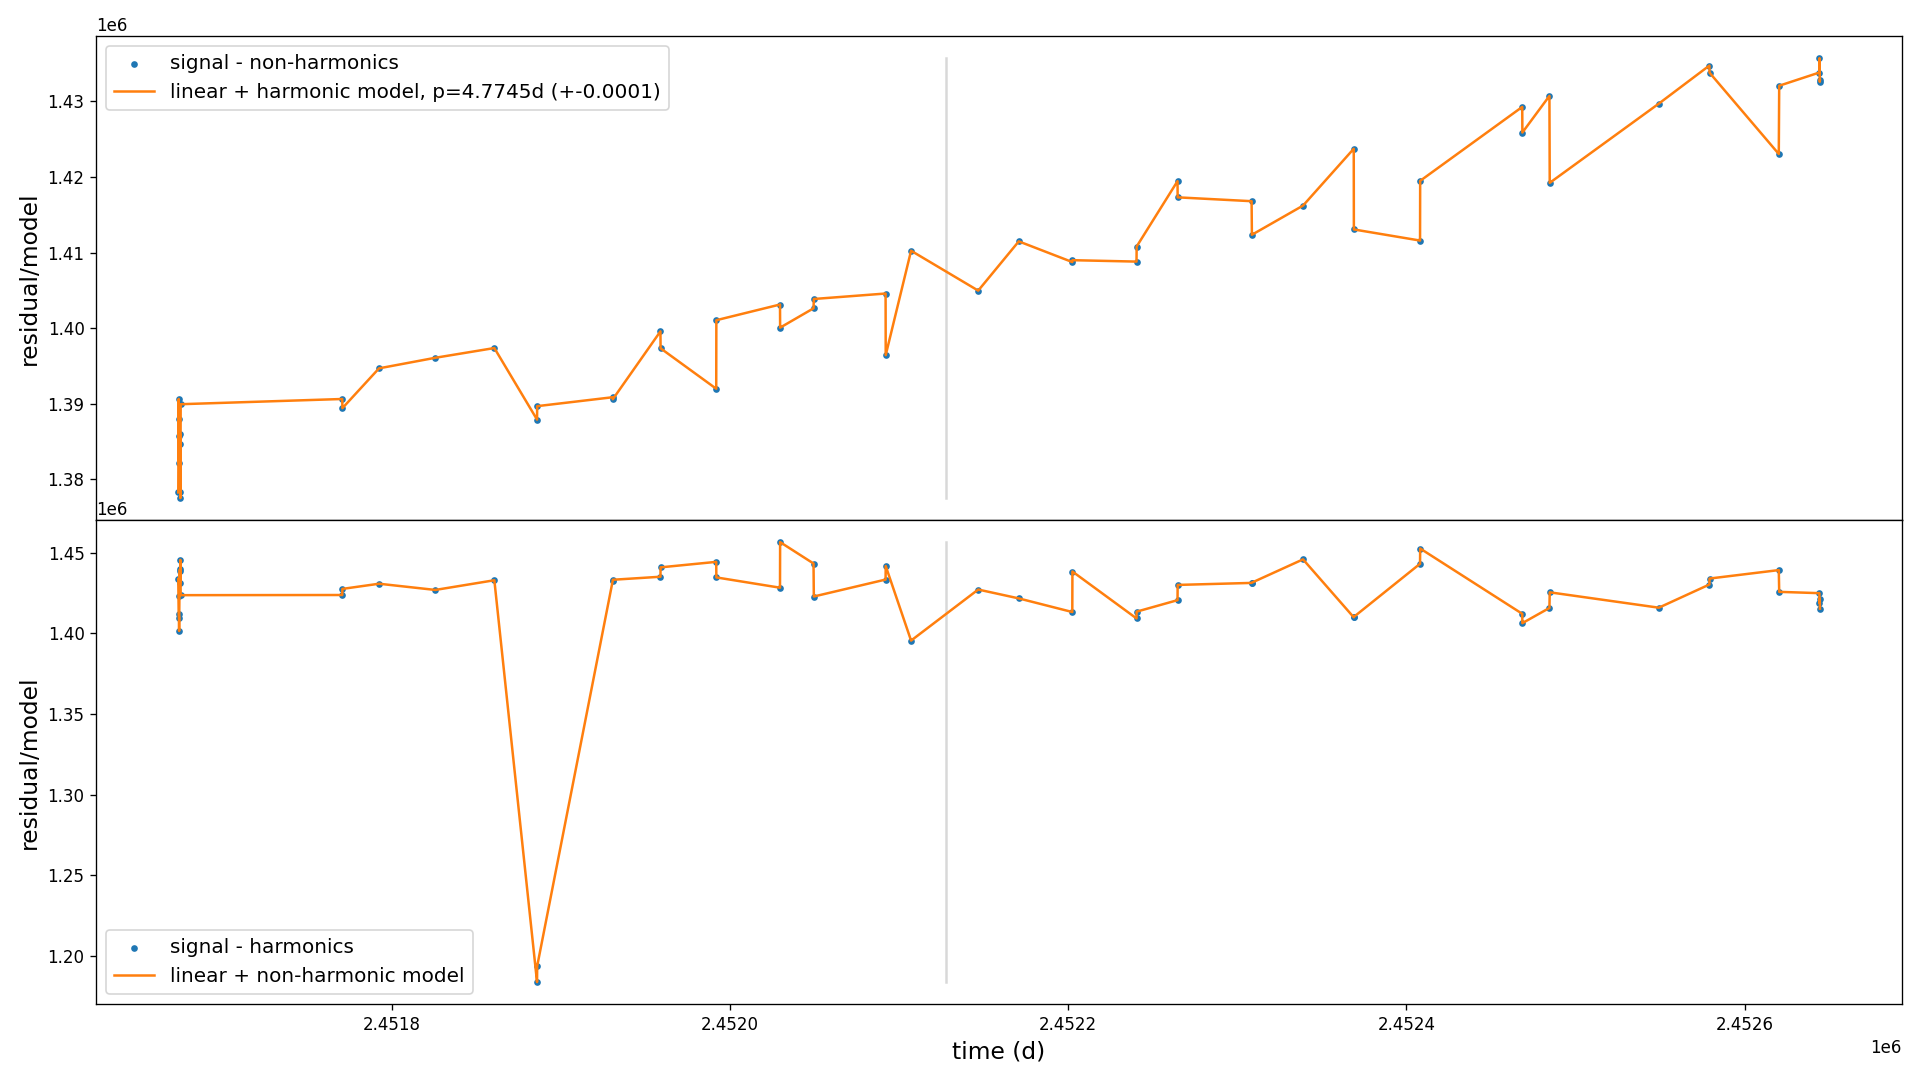 1e6
signal - non-harmonics
linear + harmonic model, p=4.7745d (+-0.0001)
1.43
1.42
1.41
1.40
1.39
1.38
residual/model
1e6
1.45
1.40
1.35
1.30
1.25
1.20
residual/model
signal - harmonics
linear + non-harmonic model
2.4518 2.4520 2.4522 2.4524 2.4526
time (d)
1e6